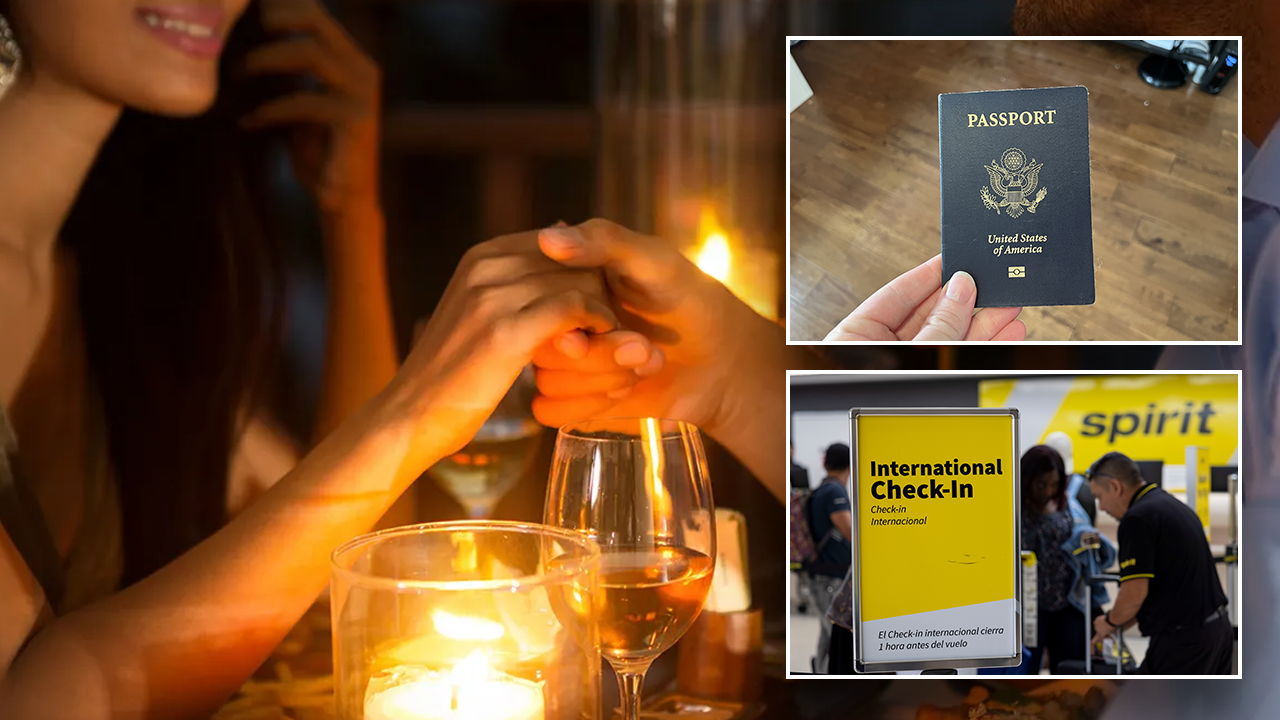 PASSPORT
United States
of America
spirit
International
Check-In
Check-in
Internacional
El Check-in internacional cierra
1 hora antes del vuelo